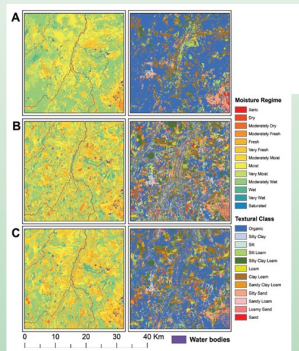 A
B
C
Moisture Regime
Xeric
Dry
Moderately Dry
Moderately Fresh
Fresh
Very Fresh
Moderately Moist
Moist
Very Moist
Moderately Wet
Wet
Very Wet
Saturated
Textural Class
Organic
Silty Clay
Silt
Silt Loam
Silty Clay Loam
Loam
Clay Loam
Sandy Clay Loam
Silty Sand
Sandy Loam
Loamy Sand
Sand
0 10 20 30 40 Km
Water bodies